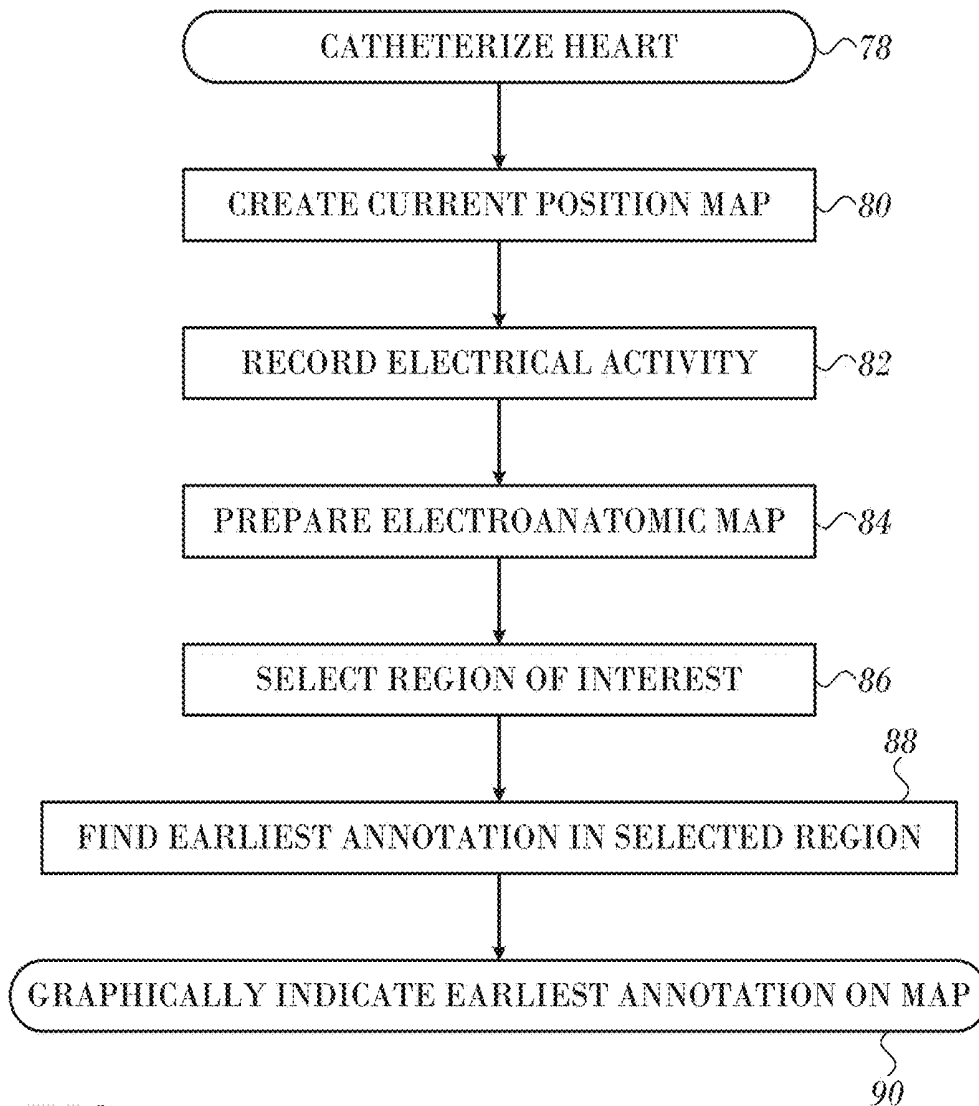 CATHETERIZE HEART
78
CREATE CURRENT POSITION MAP
80
RECORD ELECTRICAL ACTIVITY
82
PREPARE ELECTROANATOMIC MAP
84
SELECT REGION OF INTEREST
86
88
FIND EARLIEST ANNOTATION IN SELECTED REGION
GRAPHICALLY INDICATE EARLIEST ANNOTATION ON MAP
90